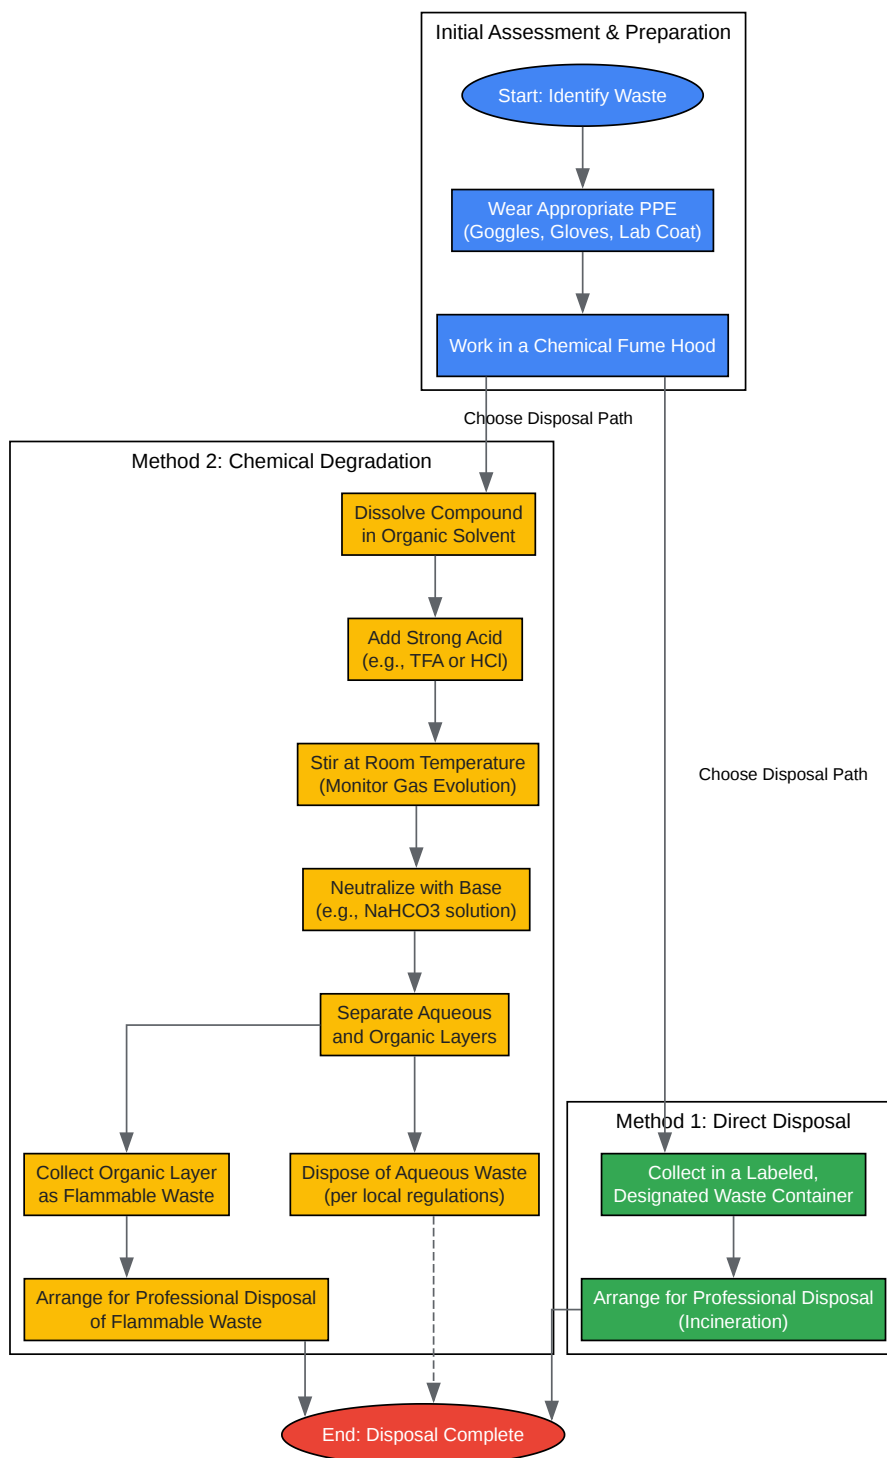 Initial Assessment & Preparation
Start: Identify Waste
Wear Appropriate PPE
(Goggles, Gloves, Lab Coat)
Work in a Chemical Fume Hood
Choose Disposal Path
Method 2: Chemical Degradation
Dissolve Compound
in Organic Solvent
Add Strong Acid
(e.g., TFA or HCl)
Stir at Room Temperature
(Monitor Gas Evolution)
Choose Disposal Path
Neutralize with Base
(e.g., NaHCO3 solution)
Separate Aqueous
and Organic Layers
Method 1: Direct Disposal
Collect Organic Layer
as Flammable Waste
Dispose of Aqueous Waste
(per local regulations)
Collect in a Labeled,
Designated Waste Container
Arrange for Professional Disposal
of Flammable Waste
Arrange for Professional Disposal
(Incineration)
End: Disposal Complete